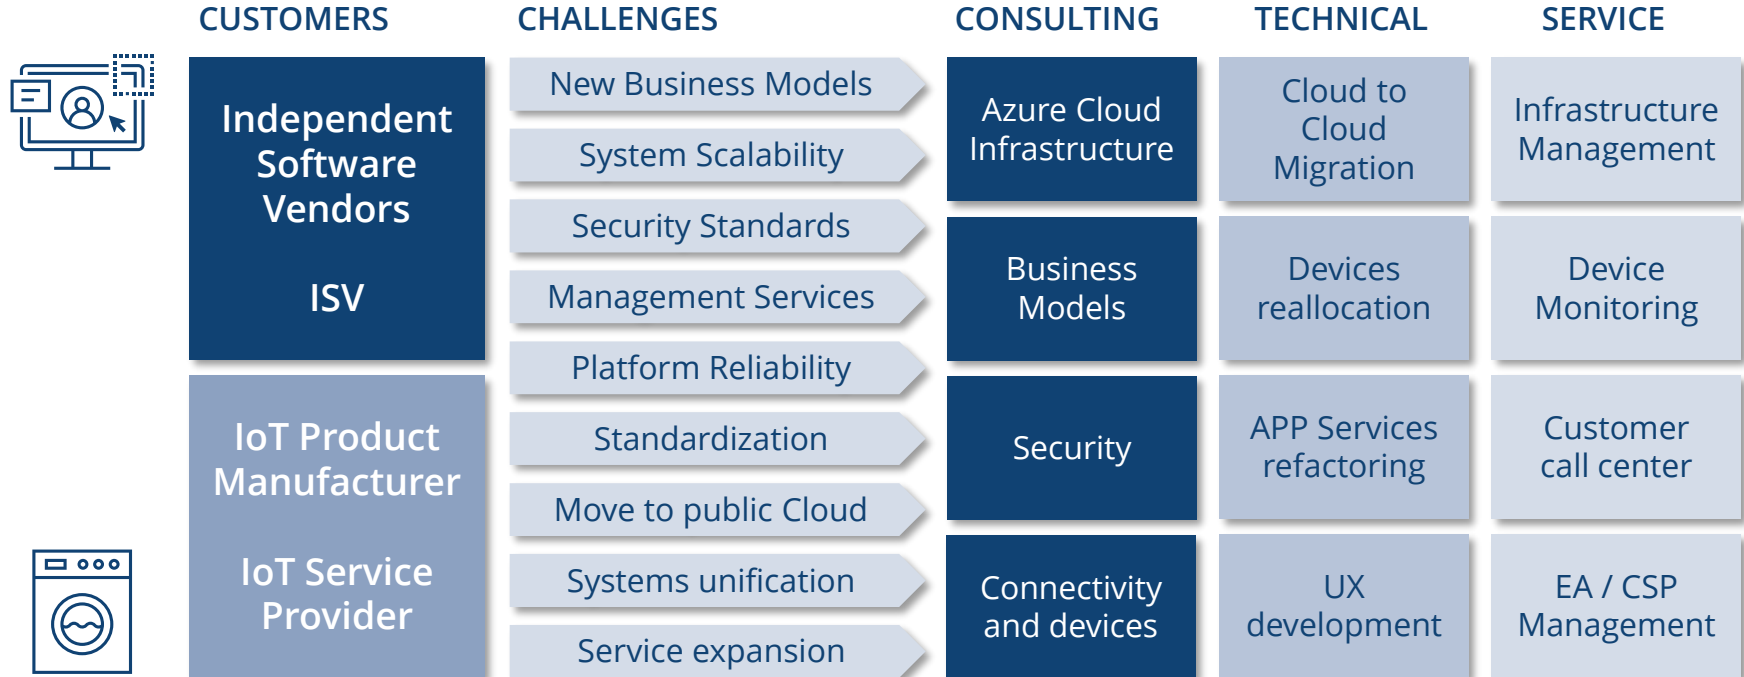 CUSTOMERS
CHALLENGES
CONSULTING
TECHNICAL
SERVICE
Independent
Software
Vendors
ISV
IoT Product
Manufacturer
IoT Service
Provider
New Business Models
System Scalability
Security Standards
Management Services
Platform Reliability
Standardization
Move to public Cloud
Systems unification
Service expansion
Azure Cloud
Infrastructure
Business
Models
Security
Connectivity
and devices
Cloud to
Cloud
Migration
Devices
reallocation
APP Services
refactoring
UX
development
Infrastructure
Management
Device
Monitoring
Customer
call center
EA / CSP
Management